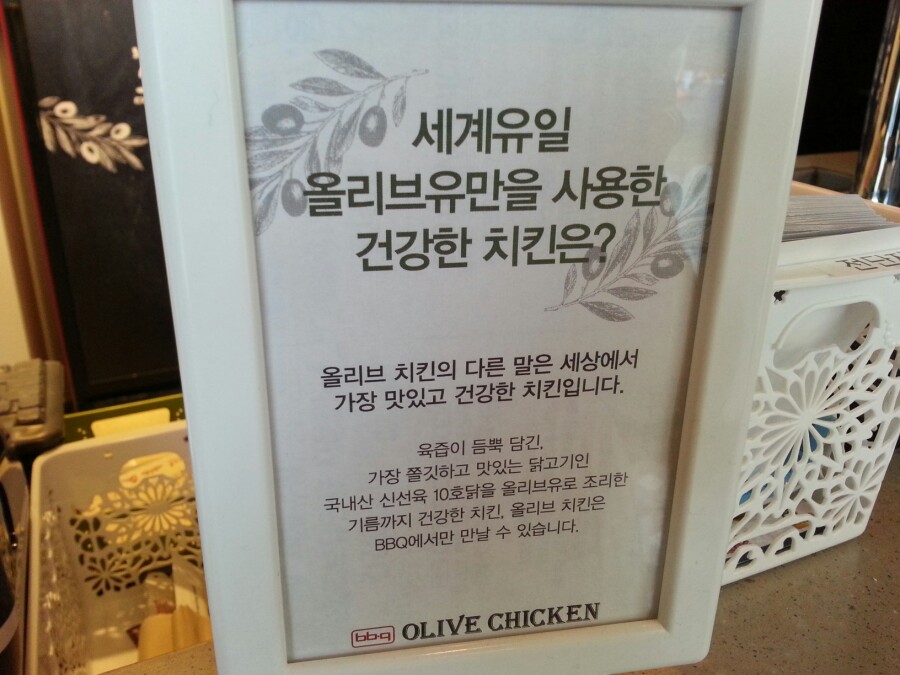 세계유일
올리브유만을 사용한
건강한 치킨은?
올리브 치킨의 다른 말은 세상에서
가장 맛있고 건강한 치킨입니다.
육즙이 듬뿍 담긴,
가장 쫄깃하고 맛있는 닭고기인
국내산 신선육 10호닭을 올리브유로 조리한
기름까지 건강한 치킨, 올리브 치킨은
BBQ에서만 만날 수 있습니다.
bb.q OLIVE CHICKEN
전단지